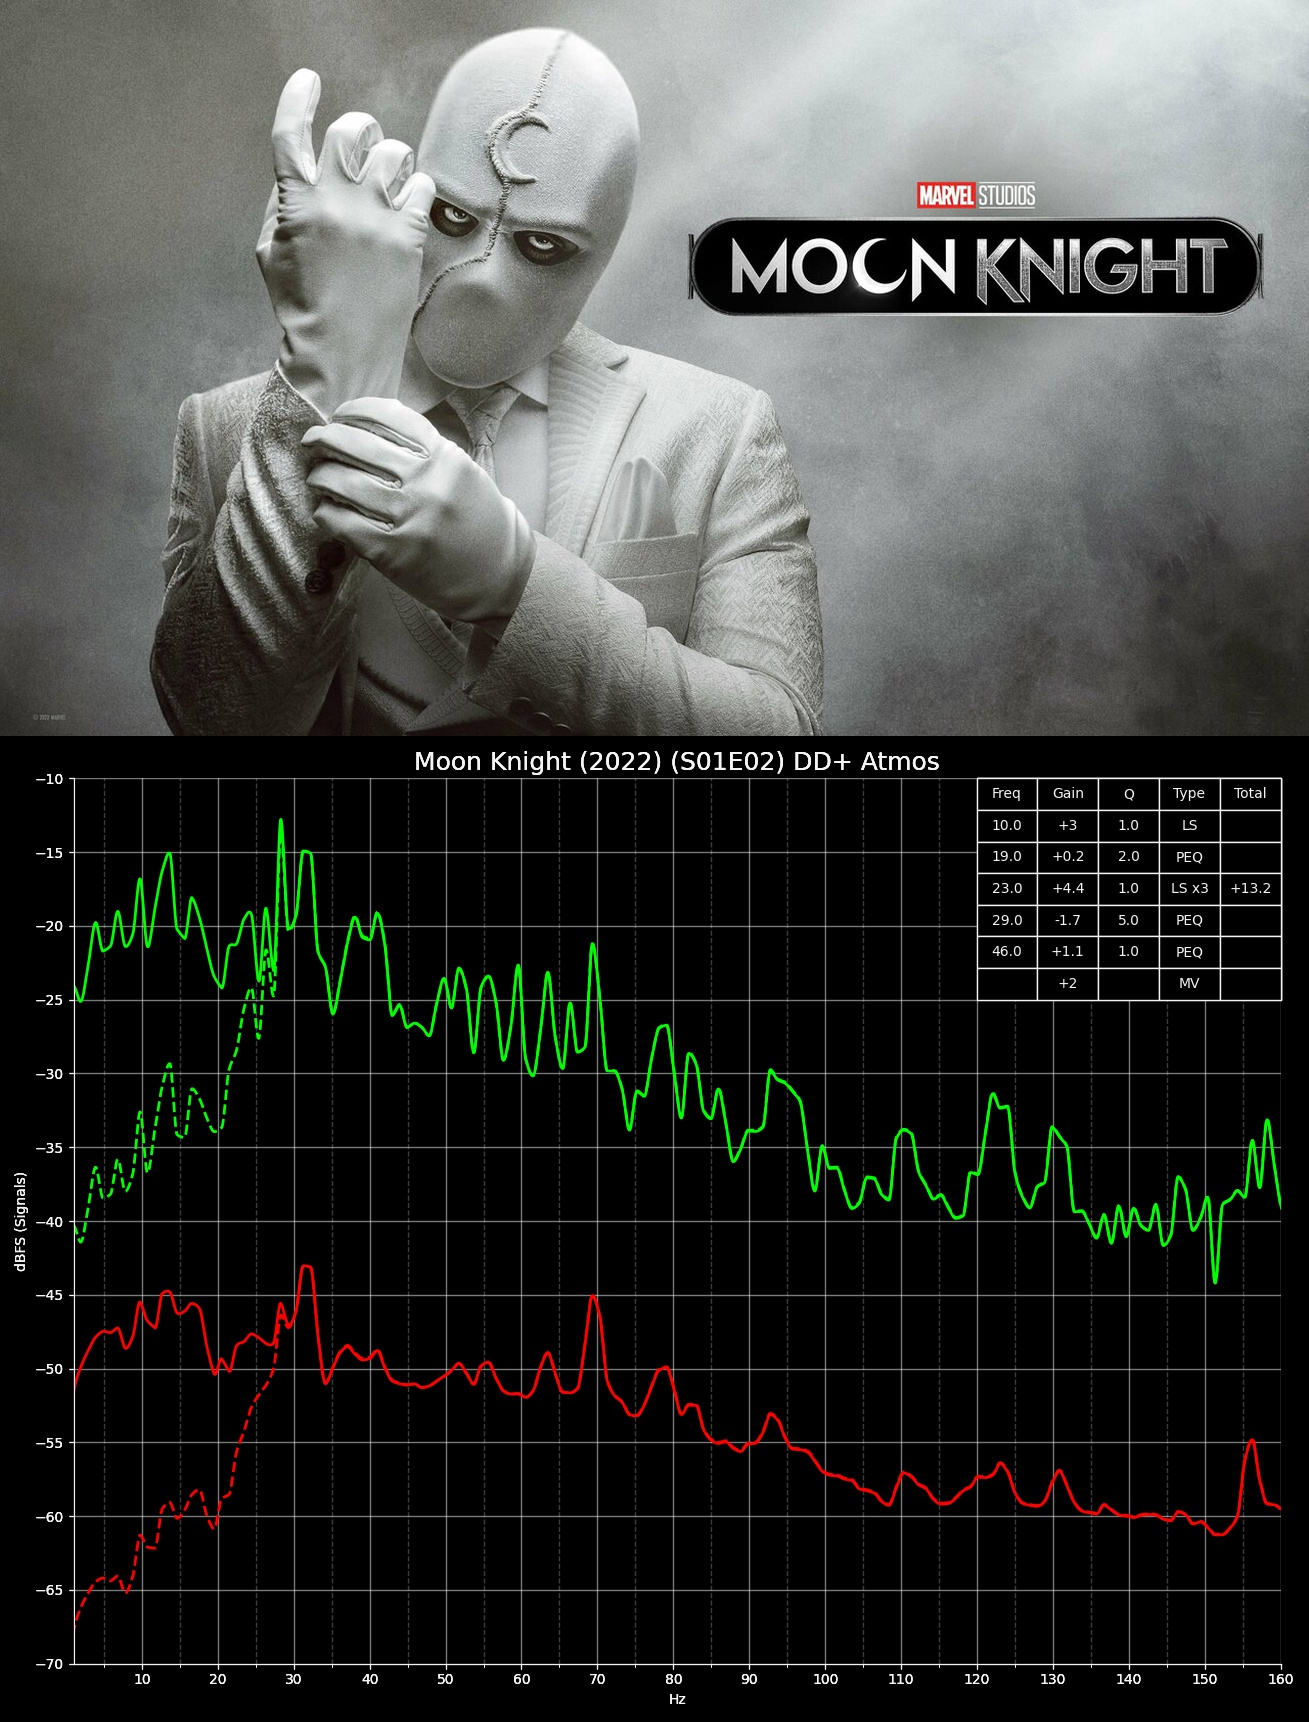 MARVEL STUDIOS
MOON KNIGHT
© 2022 MARVEL
Moon Knight (2022) (S01E02) DD+ Atmos
Freq Gain Q Type Total
10.0 +3 1.0 LS
19.0 +0.2 2.0 PEQ
23.0 +4.4 1.0 LS x3 +13.2
29.0 -1.7 5.0 PEQ
46.0 +1.1 1.0 PEQ
+2 MV
dBFS (Signals)
−10
−15
−20
−25
−30
−35
−40
−45
−50
−55
−60
−65
−70
10 20 30 40 50 60 70 80 90 100 110 120 130 140 150 160
Hz